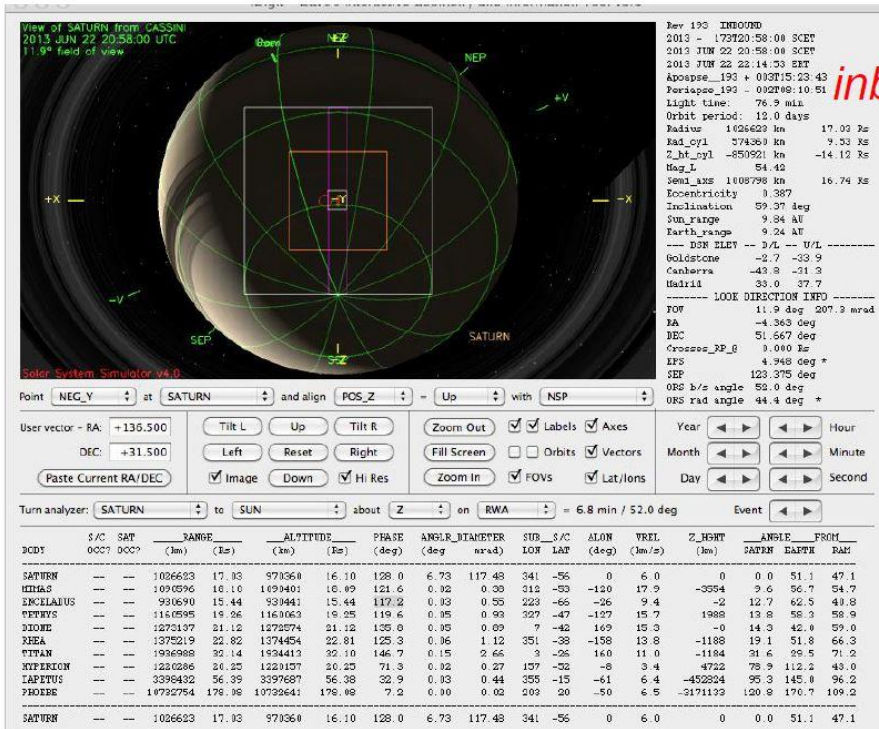 View of SATURN from CASSINI
2013 JUN 22 20:58:00 UTC
11.9° field of view
NEP
+V
+X
-X
-Y
-V
SEP
SATURN
Solar System Simulator v4.0
Rev 193 INBOUND
2013 - 173T20:58:00 SCET
2013 JUN 22 20:58:00 SCET
2013 JUN 22 22:14:53 ERT
Apoapse_193 + 003T15:23:43
Periapse_193 - 002T08:10:51
inb
Light time: 76.9 min
Orbit period: 12.0 days
Radius 1026623 km 17.03 Rs
Rad_cyl 574360 km 9.53 Rs
Z_ht_cyl -850921 km -14.12 Rs
Mag_L 54.42
Semi_axs 1008798 km 16.74 Rs
Eccentricity 0.387
Inclination 59.37 deg
Sun_range 9.84 AU
Earth_range 9.24 AU
--- DSN ELEV -- D/L -- U/L --------
Goldstone -2.7 -33.9
Canberra -43.8 -31.3
Madrid 33.0 37.7
------- LOOK DIRECTION INFO -------
FOV 11.9 deg 207.3 mrad
RA -4.363 deg
DEC 51.667 deg
Crosses_RP_@ 0.000 Rs
EPS 4.948 deg *
SEP 123.375 deg
ORS b/s angle 52.0 deg
ORS rad angle 44.4 deg *
Point NEG_Y at SATURN and align POS_Z = Up with NSP
User vector - RA: +136.500
DEC: +31.500
Paste Current RA/DEC
Tilt L Up Tilt R
Left Reset Right
Image Down Hi Res
Zoom Out Labels Axes
Fill Screen Orbits Vectors
Zoom In FOVs Lat/lons
Year Hour
Month Minute
Day Second
Turn analyzer: SATURN to SUN about Z on RWA = 6.8 min / 52.0 deg Event
S/C SAT RANGE ALTITUDE PHASE ANGLR_DIAMETER SUB_S/C ALON VREL Z_HGHT ANGLE FROM
BODY OCC? OCC? (km) (Rs) (km) (Rs) (deg) (deg mrad) LON LAT (deg) (km/s) (km) SATRN EARTH RAM
SATURN -- -- 1026623 17.03 970360 16.10 128.0 6.73 117.48 341 -56 0 6.0 0 0.0 51.1 47.1
MIMAS -- -- 1090596 18.10 1090401 18.09 121.6 0.02 0.38 312 -53 -120 17.9 -3554 9.6 56.7 54.7
ENCELADUS -- -- 930690 15.44 930441 15.44 117.2 0.03 0.55 223 -66 -26 9.4 -2 12.7 62.5 40.8
TETHYS -- -- 1160595 19.26 1160063 19.25 119.6 0.05 0.93 327 -47 -127 15.7 1988 13.8 58.3 58.9
DIONE -- -- 1273137 21.12 1272574 21.12 135.8 0.05 0.89 7 -42 169 15.3 -0 14.3 42.0 59.0
RHEA -- -- 1375219 22.82 1374454 22.81 125.3 0.06 1.12 351 -38 -158 13.8 -1188 19.1 51.8 66.3
TITAN -- -- 1936988 32.14 1934413 32.10 146.7 0.15 2.66 3 -26 160 11.0 -1184 31.6 29.5 71.2
HYPERION -- -- 1220286 20.25 1220157 20.25 71.3 0.02 0.27 157 -52 -8 3.4 4722 78.9 112.2 43.0
IAPETUS -- -- 3398432 56.39 3397687 56.38 32.9 0.03 0.44 355 -15 -61 6.4 -452824 95.3 145.0 96.2
PHOEBE -- -- 10732754 178.08 10732641 178.08 7.2 0.00 0.02 203 20 -50 6.5 -3171133 120.8 170.7 109.2
SATURN -- -- 1026623 17.03 970360 16.10 128.0 6.73 117.48 341 -56 0 6.0 0 0.0 51.1 47.1